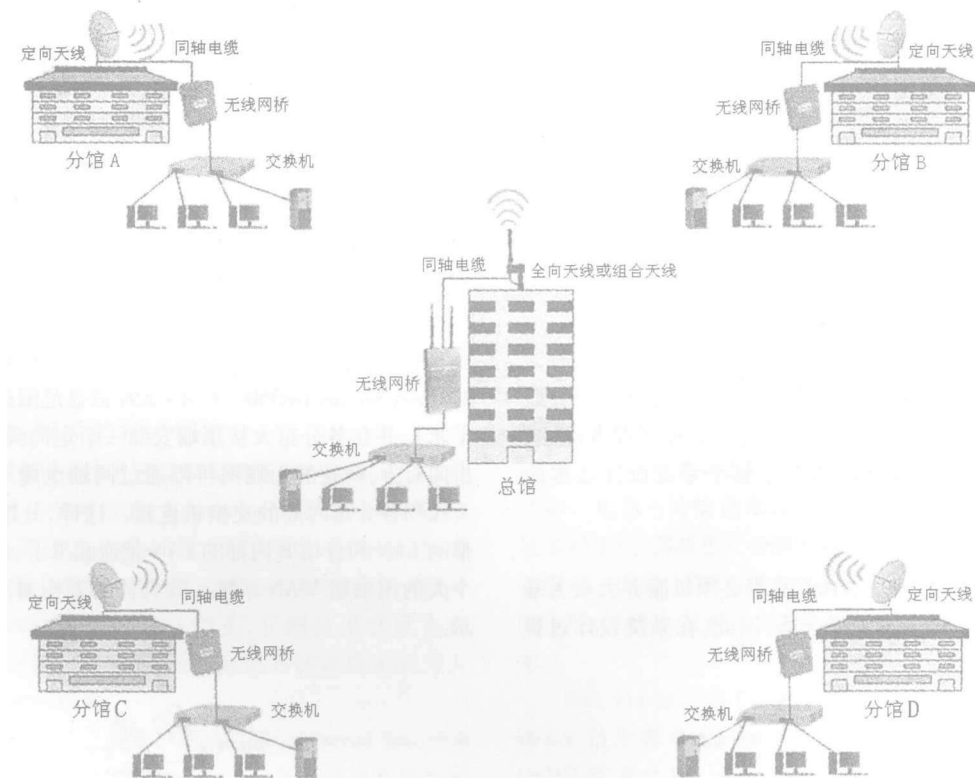 定向天线
同轴电缆
无线网桥
分馆 A
交换机
同轴电缆
定向天线
无线网桥
交换机
分馆 B
同轴电缆
全向天线或组合天线
无线网桥
交换机
总馆
定向天线
同轴电缆
无线网桥
分馆C
交换机
同轴电缆
定向天线
无线网桥
交换机
分馆D